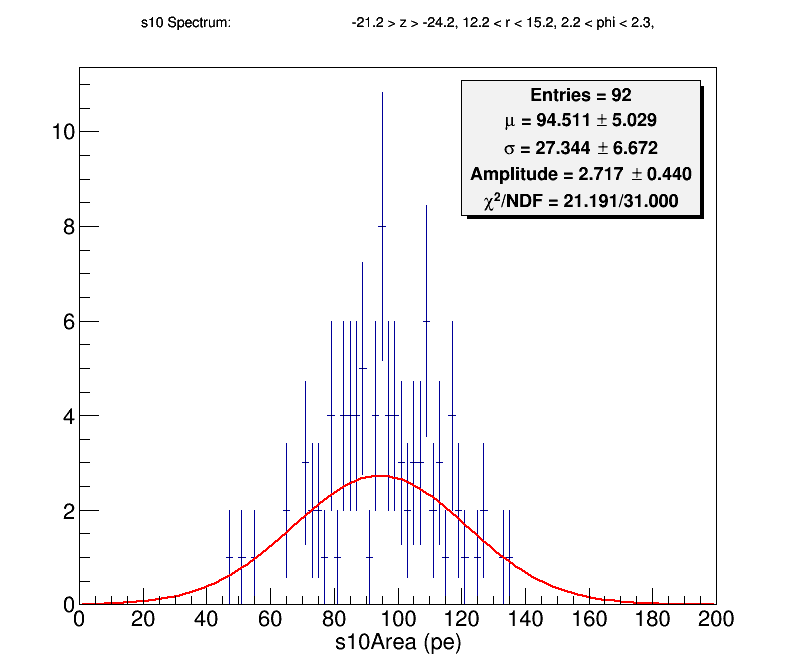 s10 Spectrum: -21.2 > z > -24.2, 12.2 < r < 15.2, 2.2 < phi < 2.3,
Entries = 92
μ = 94.511 ± 5.029
σ = 27.344 ± 6.672
Amplitude = 2.717 ± 0.440
χ²/NDF = 21.191/31.000
10
8
6
4
2
0
0 20 40 60 80 100 120 140 160 180 200
s10Area (pe)